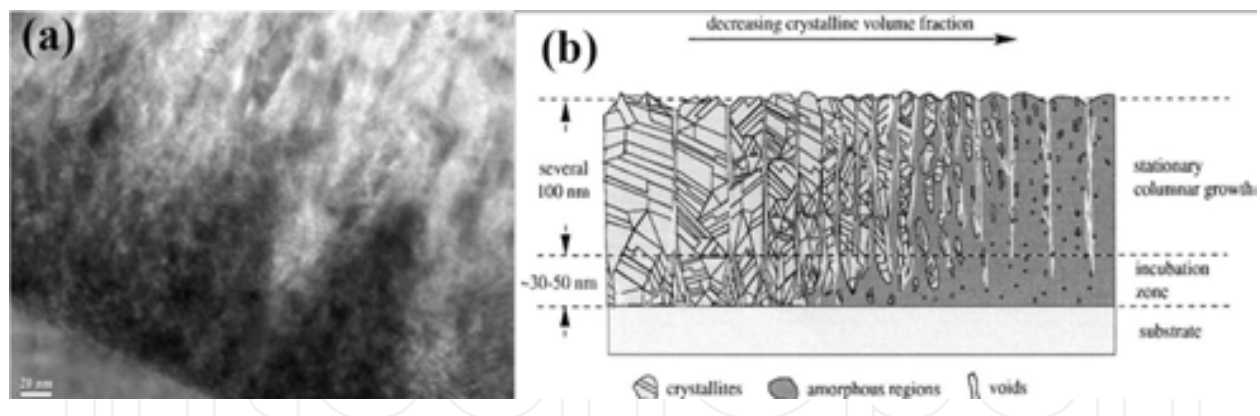 (a)
20 nm
(b)
decreasing crystalline volume fraction
several
100 nm
~30-50 nm
stationary
columnar growth
incubation
zone
substrate
crystallites
amorphous regions
voids